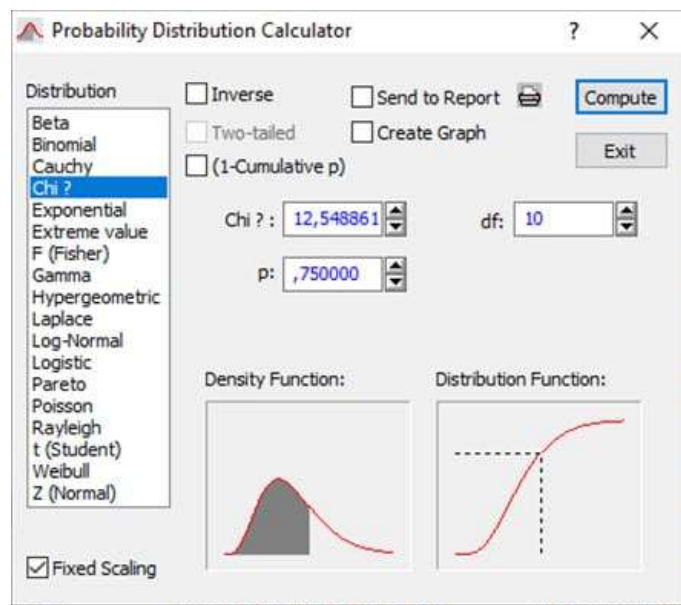 Probability Distribution Calculator ?
Distribution
Beta
Binomial
Cauchy
Chi ?
Exponential
Extreme value
F (Fisher)
Gamma
Hypergeometric
Laplace
Log-Normal
Logistic
Pareto
Poisson
Rayleigh
t (Student)
Weibull
Z (Normal)
Fixed Scaling
Inverse
Two-tailed
(1-Cumulative p)
Send to Report
Create Graph
Compute
Exit
Chi ? : 12,548861
df: 10
p: ,750000
Density Function:
Distribution Function: